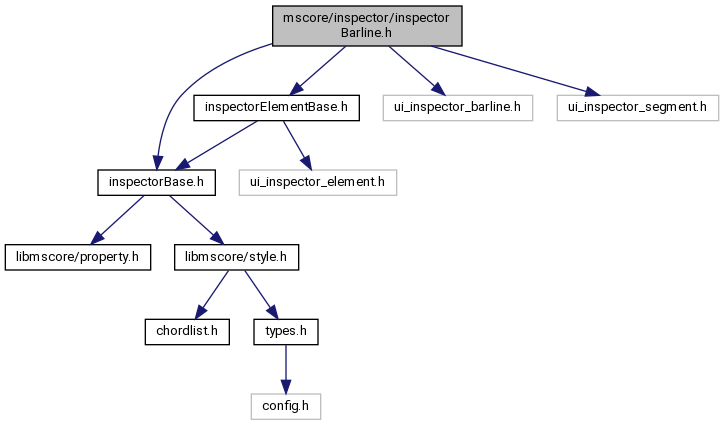 mscore/inspector/inspector
Barline.h
inspectorElementBase.h
ui_inspector_barline.h
ui_inspector_segment.h
inspectorBase.h
ui_inspector_element.h
libmscore/property.h
libmscore/style.h
chordlist.h
types.h
config.h